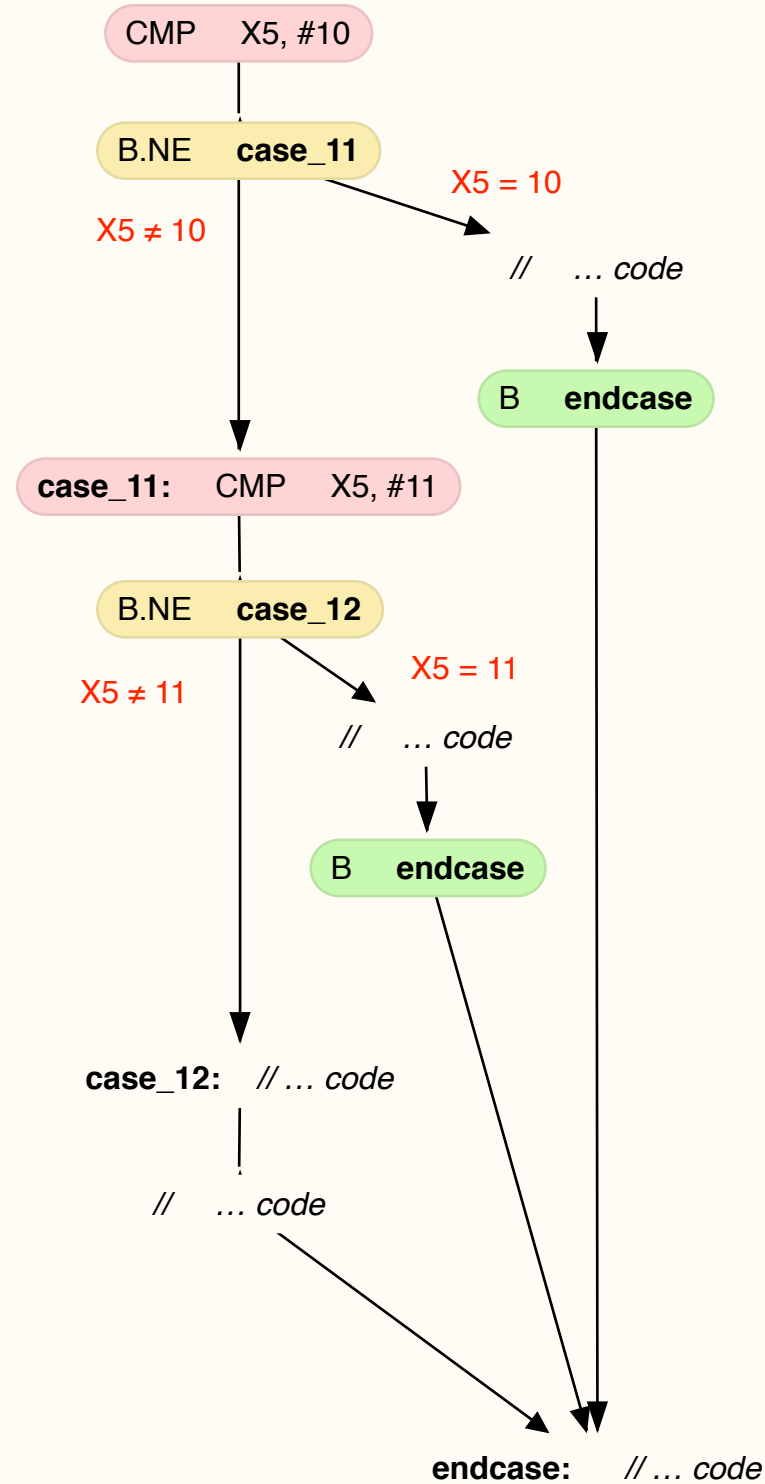 CMP X5, #10
B.NE case_11
X5 = 10
X5 ≠ 10
// … code
B endcase
case_11: CMP X5, #11
B.NE case_12
X5 = 11
X5 ≠ 11
// … code
B endcase
case_12: // … code
// … code
endcase: // … code